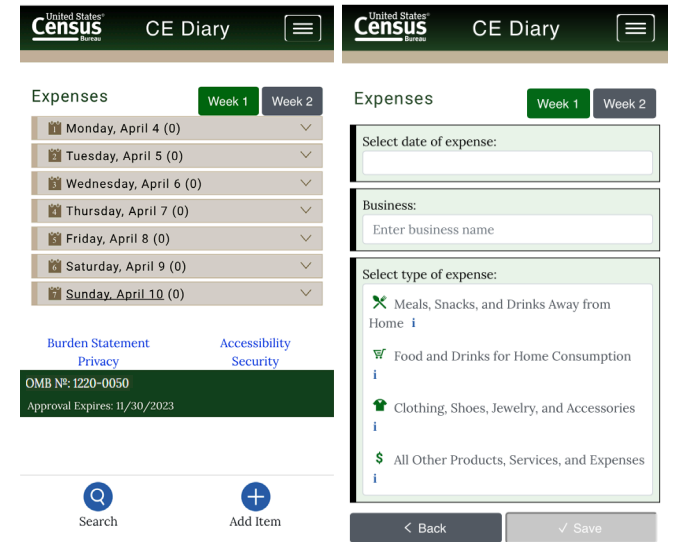 United States®
Census
Bureau
CE Diary
Expenses
Week 1
Week 2
1 Monday, April 4 (0)
2 Tuesday, April 5 (0)
3 Wednesday, April 6 (0)
4 Thursday, April 7 (0)
5 Friday, April 8 (0)
6 Saturday, April 9 (0)
7 Sunday, April 10 (0)
Burden Statement
Accessibility
Privacy
Security
OMB №: 1220-0050
Approval Expires: 11/30/2023
Search
Add Item
United States®
Census
Bureau
CE Diary
Expenses
Week 1
Week 2
Select date of expense:
Business:
Enter business name
Select type of expense:
Meals, Snacks, and Drinks Away from
Home i
Food and Drinks for Home Consumption
i
Clothing, Shoes, Jewelry, and Accessories
i
$ All Other Products, Services, and Expenses
i
< Back
✓ Save